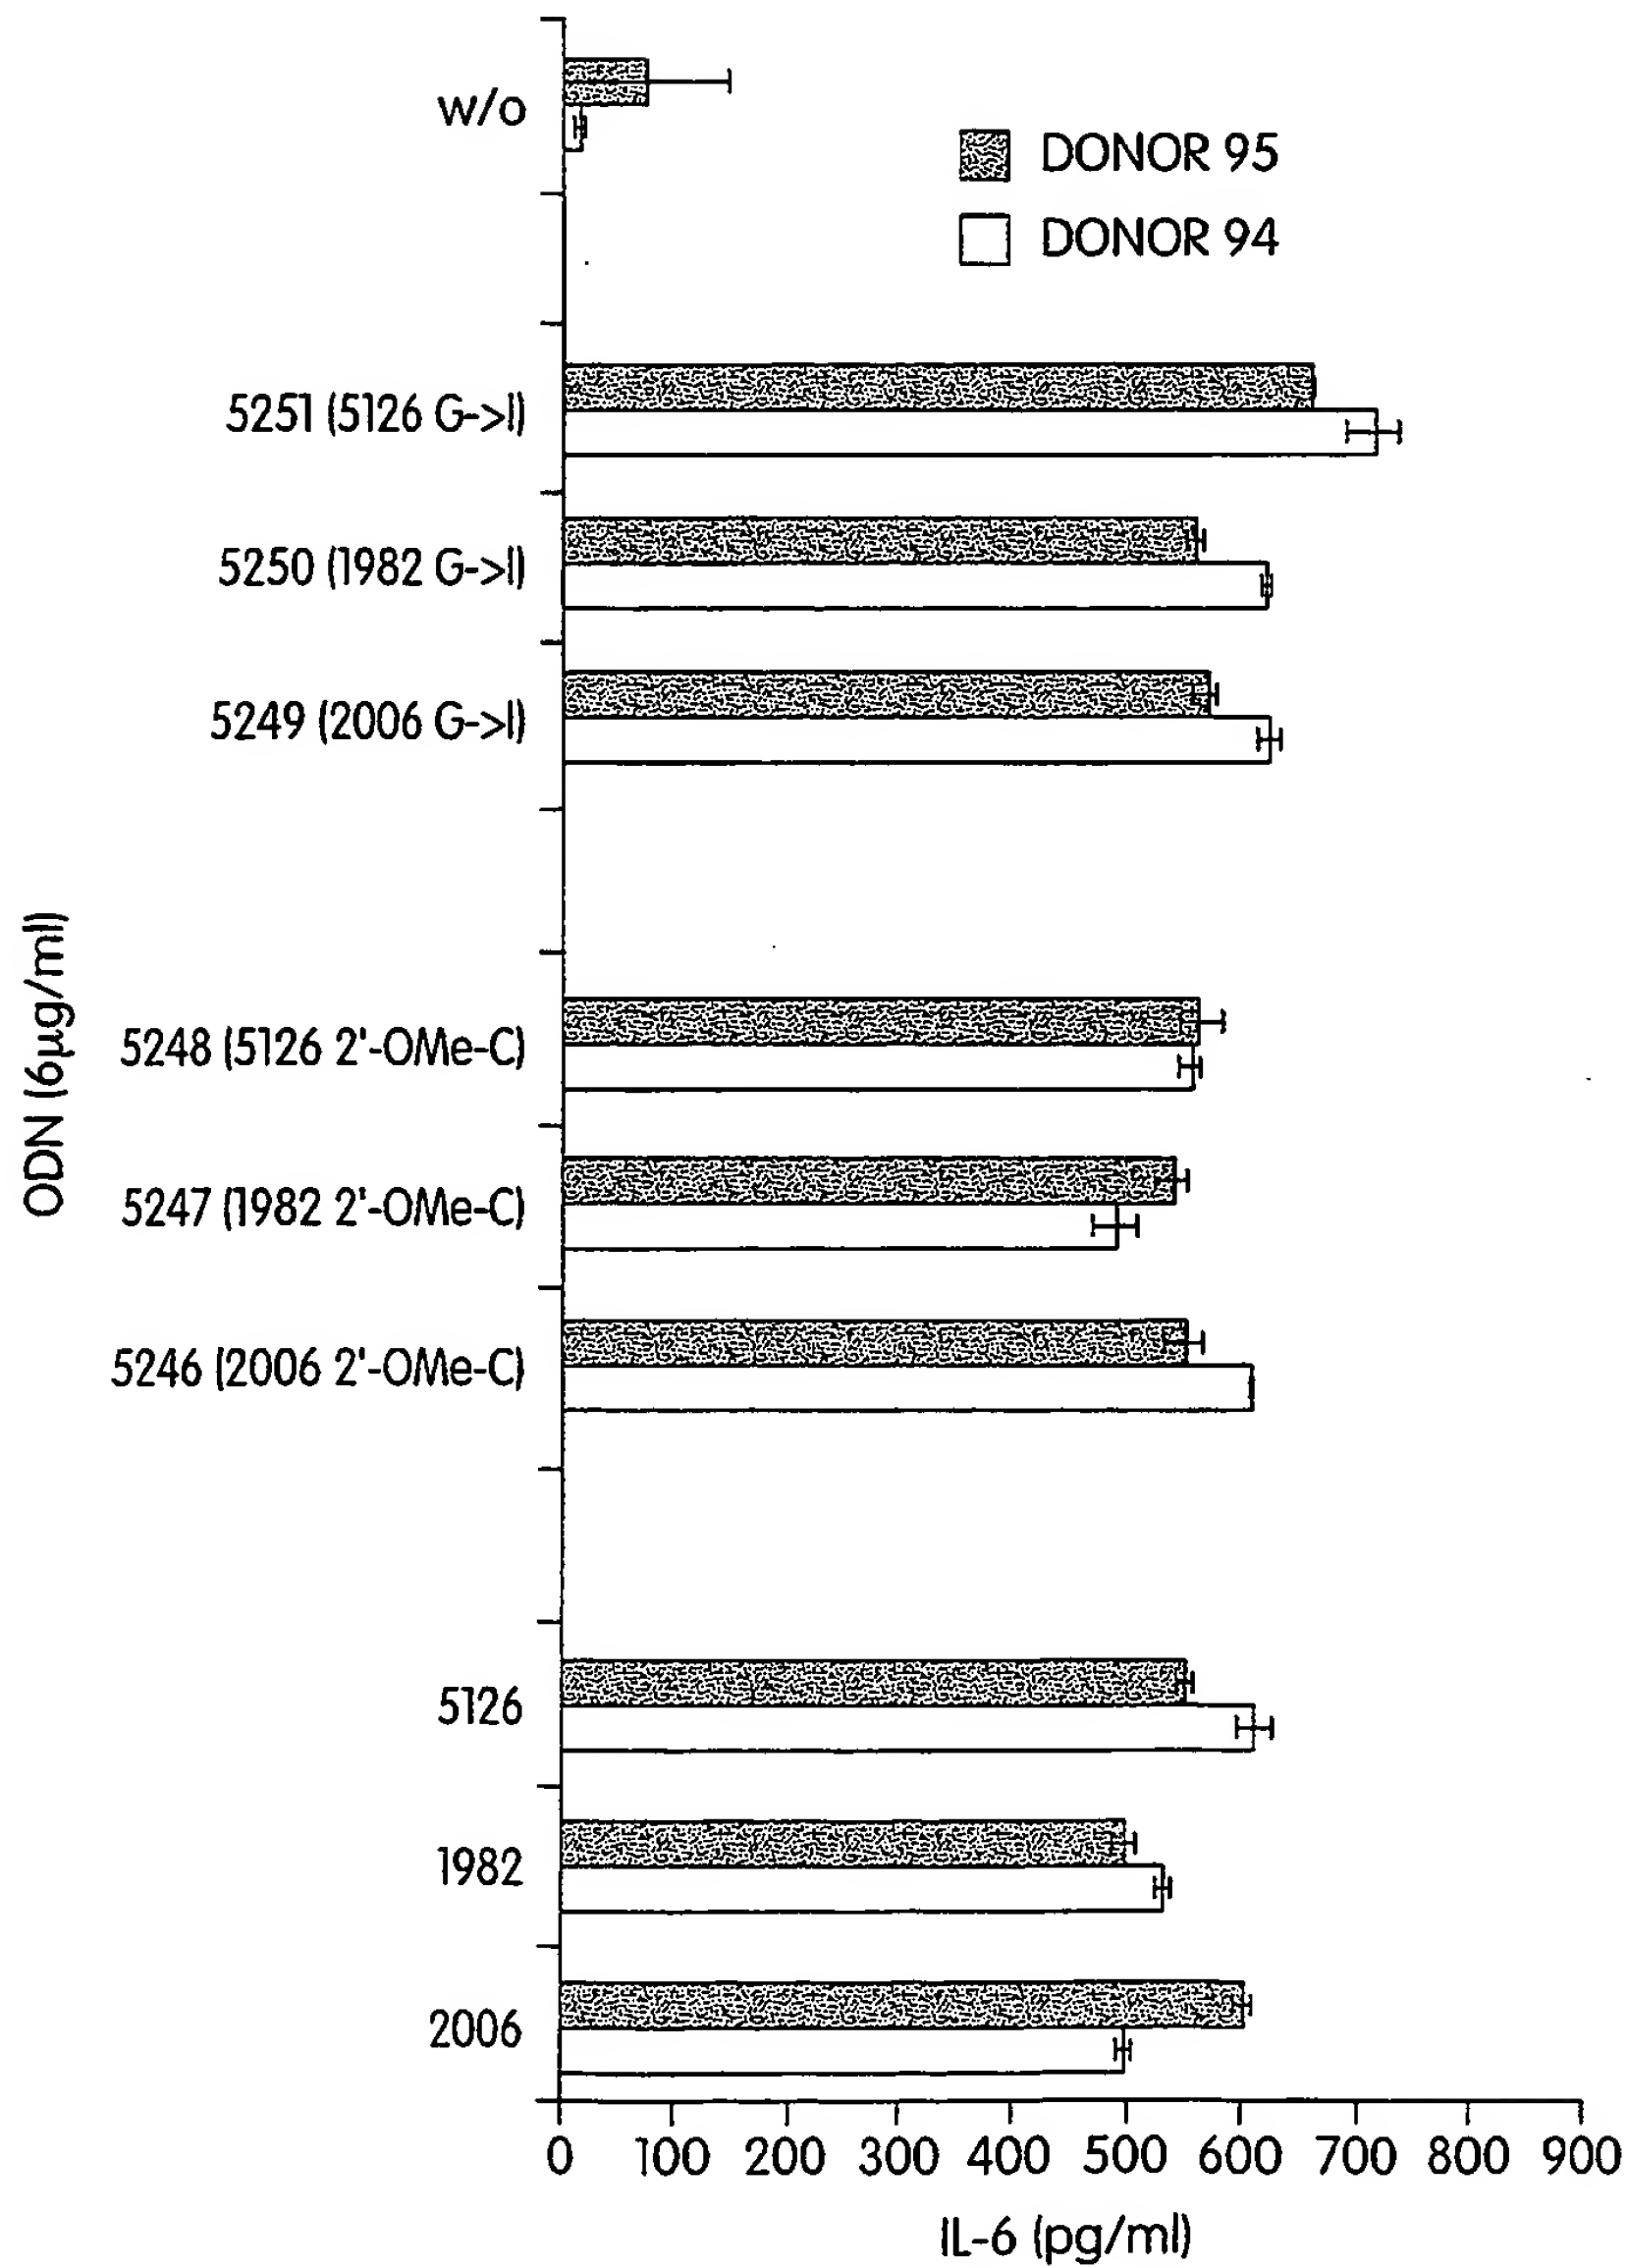 w/o
DONOR 95
DONOR 94
5251 (5126 G->I)
5250 (1982 G->I)
5249 (2006 G->I)
5248 (5126 2'-OMe-C)
5247 (1982 2'-OMe-C)
5246 (2006 2'-OMe-C)
5126
1982
2006
ODN (6µg/ml)
0 100 200 300 400 500 600 700 800 900
IL-6 (pg/ml)